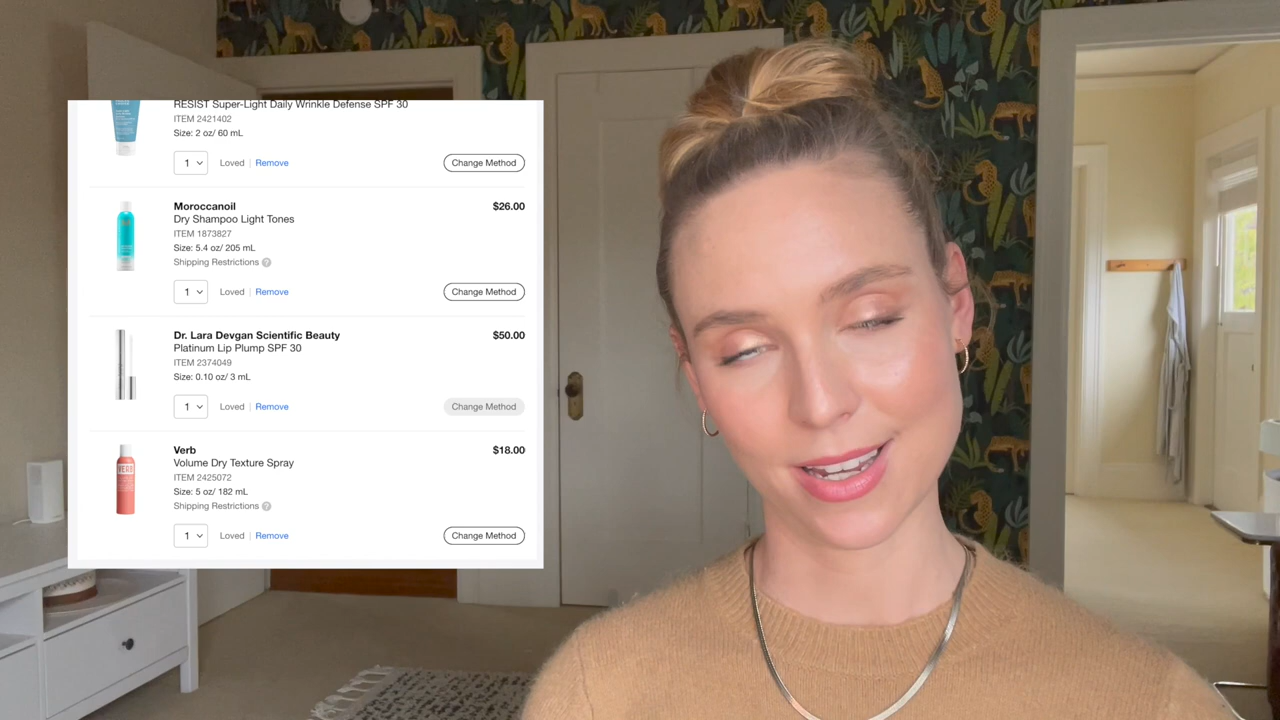 RESIST Super-Light Daily Wrinkle Defense SPF 30
ITEM 2421402
Size: 2 oz/ 60 mL
1 Loved | Remove Change Method
Moroccanoil $26.00
Dry Shampoo Light Tones
ITEM 1873827
Size: 5.4 oz/ 205 mL
Shipping Restrictions ?
1 Loved | Remove Change Method
Dr. Lara Devgan Scientific Beauty $50.00
Platinum Lip Plump SPF 30
ITEM 2374049
Size: 0.10 oz/ 3 mL
1 Loved | Remove Change Method
Verb $18.00
Volume Dry Texture Spray
ITEM 2425072
Size: 5 oz/ 182 mL
Shipping Restrictions ?
VERB
1 Loved | Remove Change Method